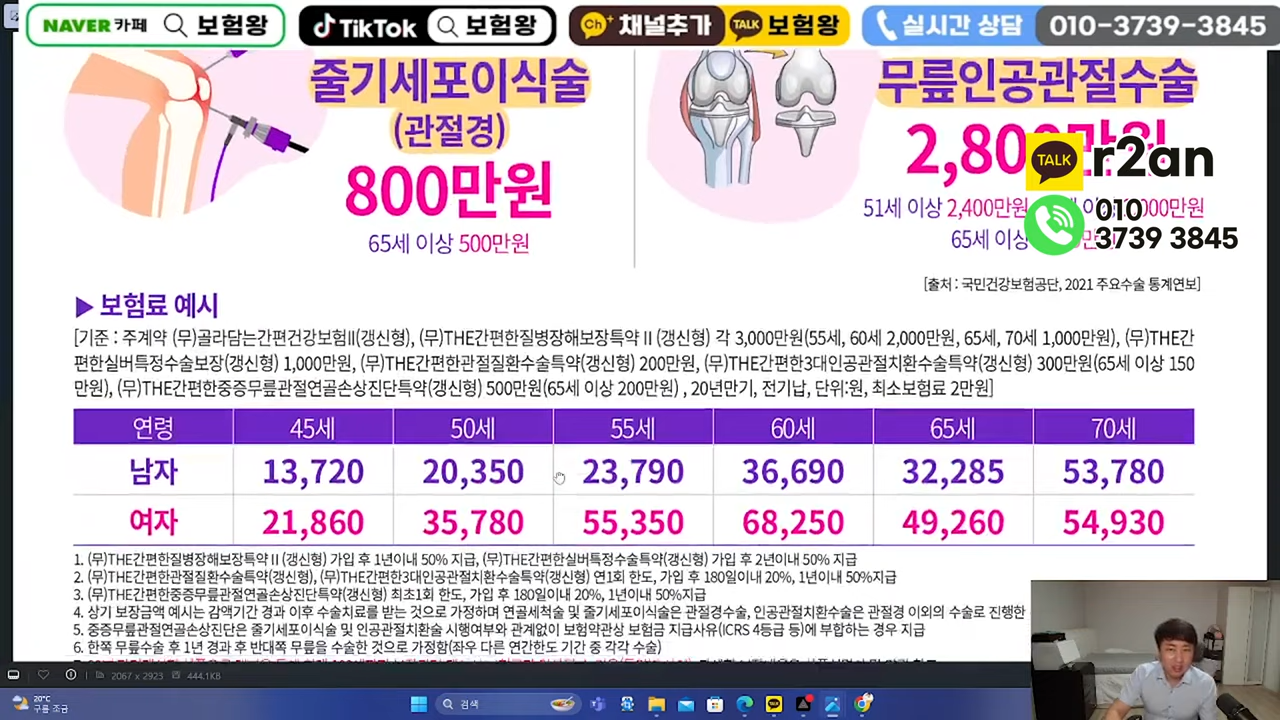 NAVER 카페 보험왕
TikTok 보험왕
Ch+ 채널추가 TALK 보험왕
실시간 상담 010-3739-3845
줄기세포이식술
(관절경)
800만원
65세 이상 500만원
무릎인공관절수술
2,800만원
51세 이상 2,400만원
65세 이상
TALK r2an
010
3739 3845
[출처 : 국민건강보험공단, 2021 주요수술 통계연보]
▶ 보험료 예시
[기준 : 주계약 (무)골라담는간편건강보험II(갱신형), (무)THE간편한질병장해보장특약 II (갱신형) 각 3,000만원(55세, 60세 2,000만원, 65세, 70세 1,000만원), (무)THE간
편한실버특정수술보장(갱신형) 1,000만원, (무)THE간편한관절질환수술특약(갱신형) 200만원, (무)THE간편한3대인공관절치환수술특약(갱신형) 300만원(65세 이상 150
만원), (무)THE간편한중증무릎관절연골손상진단특약(갱신형) 500만원(65세 이상 200만원) , 20년만기, 전기납, 단위:원, 최소보험료 2만원]
연령 45세 50세 55세 60세 65세 70세
남자 13,720 20,350 23,790 36,690 32,285 53,780
여자 21,860 35,780 55,350 68,250 49,260 54,930
1. (무)THE간편한질병장해보장특약 II (갱신형) 가입 후 1년이내 50% 지급, (무)THE간편한실버특정수술특약(갱신형) 가입 후 2년이내 50% 지급
2. (무)THE간편한관절질환수술특약(갱신형), (무)THE간편한3대인공관절치환수술특약(갱신형) 연1회 한도, 가입 후 180일이내 20%, 1년이내 50%지급
3. (무)THE간편한중증무릎관절연골손상진단특약(갱신형) 최초1회 한도, 가입 후 180일이내 20%, 1년이내 50%지급
4. 상기 보장금액 예시는 감액기간 경과 이후 수술치료를 받는 것으로 가정하며 연골세척술 및 줄기세포이식술은 관절경수술, 인공관절치환수술은 관절경 이외의 수술로 진행한
5. 중증무릎관절연골손상진단은 줄기세포이식술 및 인공관절치환술 시행여부와 관계없이 보험약관상 보험금 지급사유(ICRS 4등급 등)에 부합하는 경우 지급
6. 한쪽 무릎수술 후 1년 경과 후 반대쪽 무릎을 수술한 것으로 가정함(좌우 다른 연간한도 기간 중 각각 수술)
2067 x 2923 444.1KB
20°C
구름 조금
검색